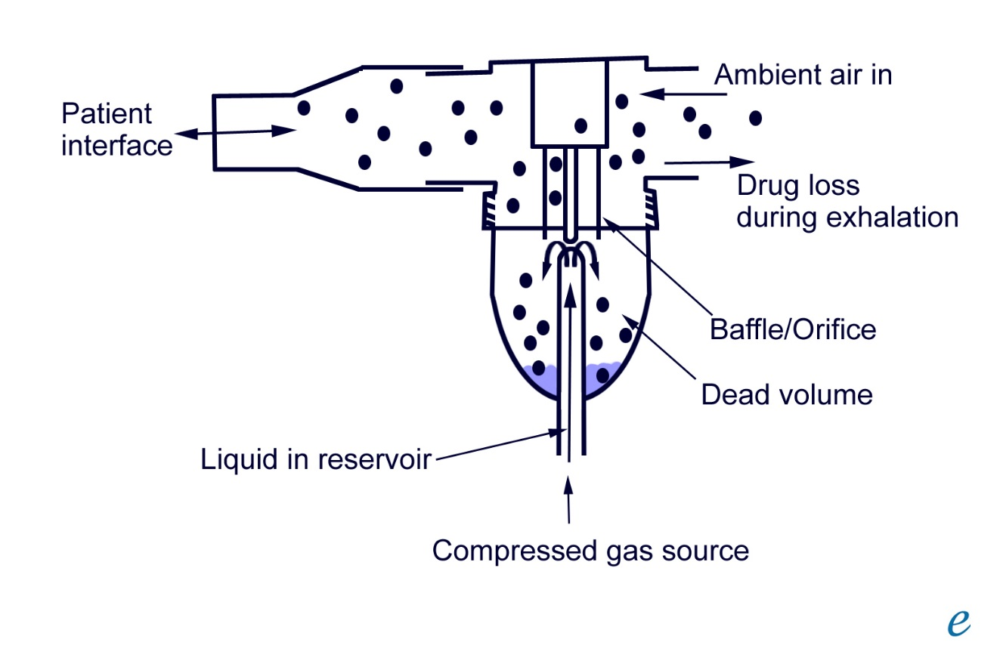 Ambient air in
Patient
interface
Drug loss
during exhalation
Baffle/Orifice
Dead volume
Liquid in reservoir
Compressed gas source
e